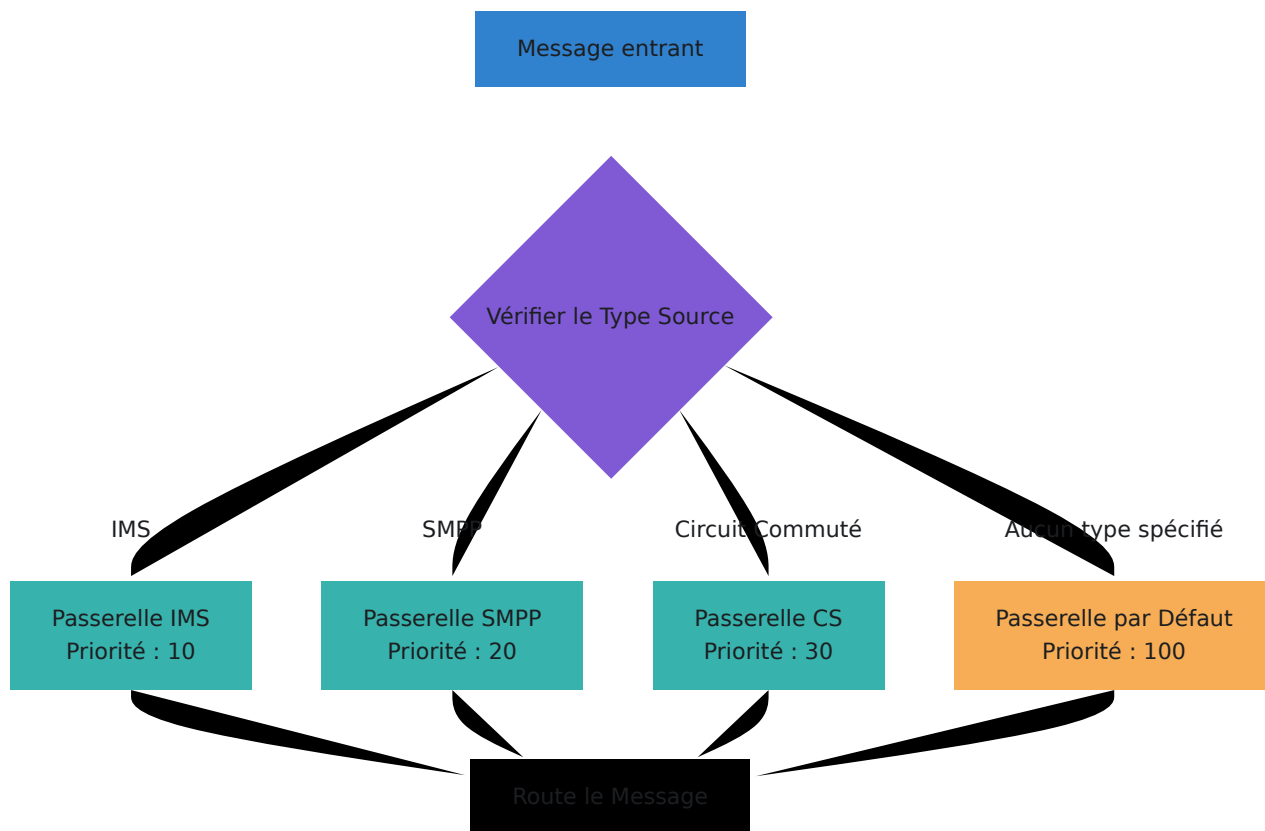 Message entrant
Vérifier le Type Source
IMS
SMPP
Circuit Commuté
Aucun type spécifié
Passerelle IMS
Priorité : 10
Passerelle SMPP
Priorité : 20
Passerelle CS
Priorité : 30
Passerelle par Défaut
Priorité : 100
Route le Message